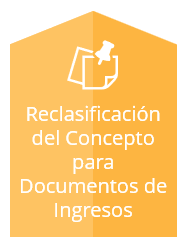 Reclasificación
del Concepto
para
Documentos de
Ingresos